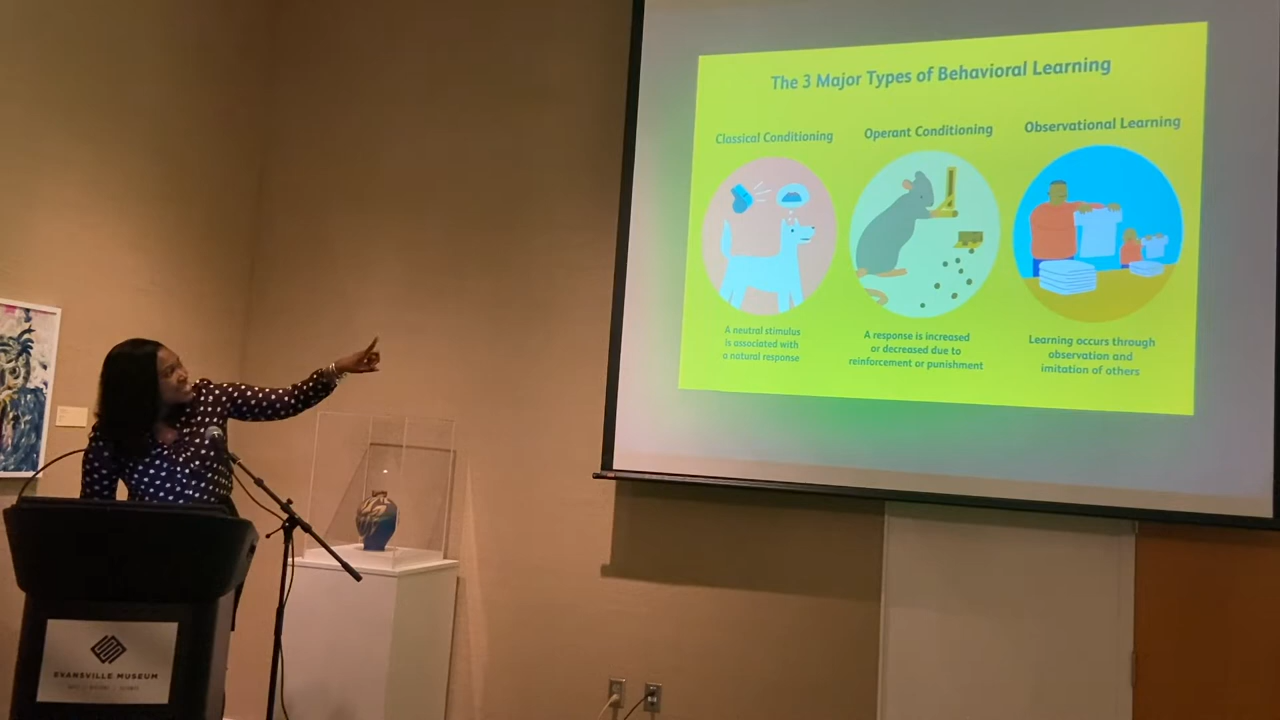 The 3 Major Types of Behavioral Learning
Classical Conditioning
Operant Conditioning
Observational Learning
A neutral stimulus
is associated with
a natural response
A response is increased
or decreased due to
reinforcement or punishment
Learning occurs through
observation and
imitation of others
EVANSVILLE MUSEUM